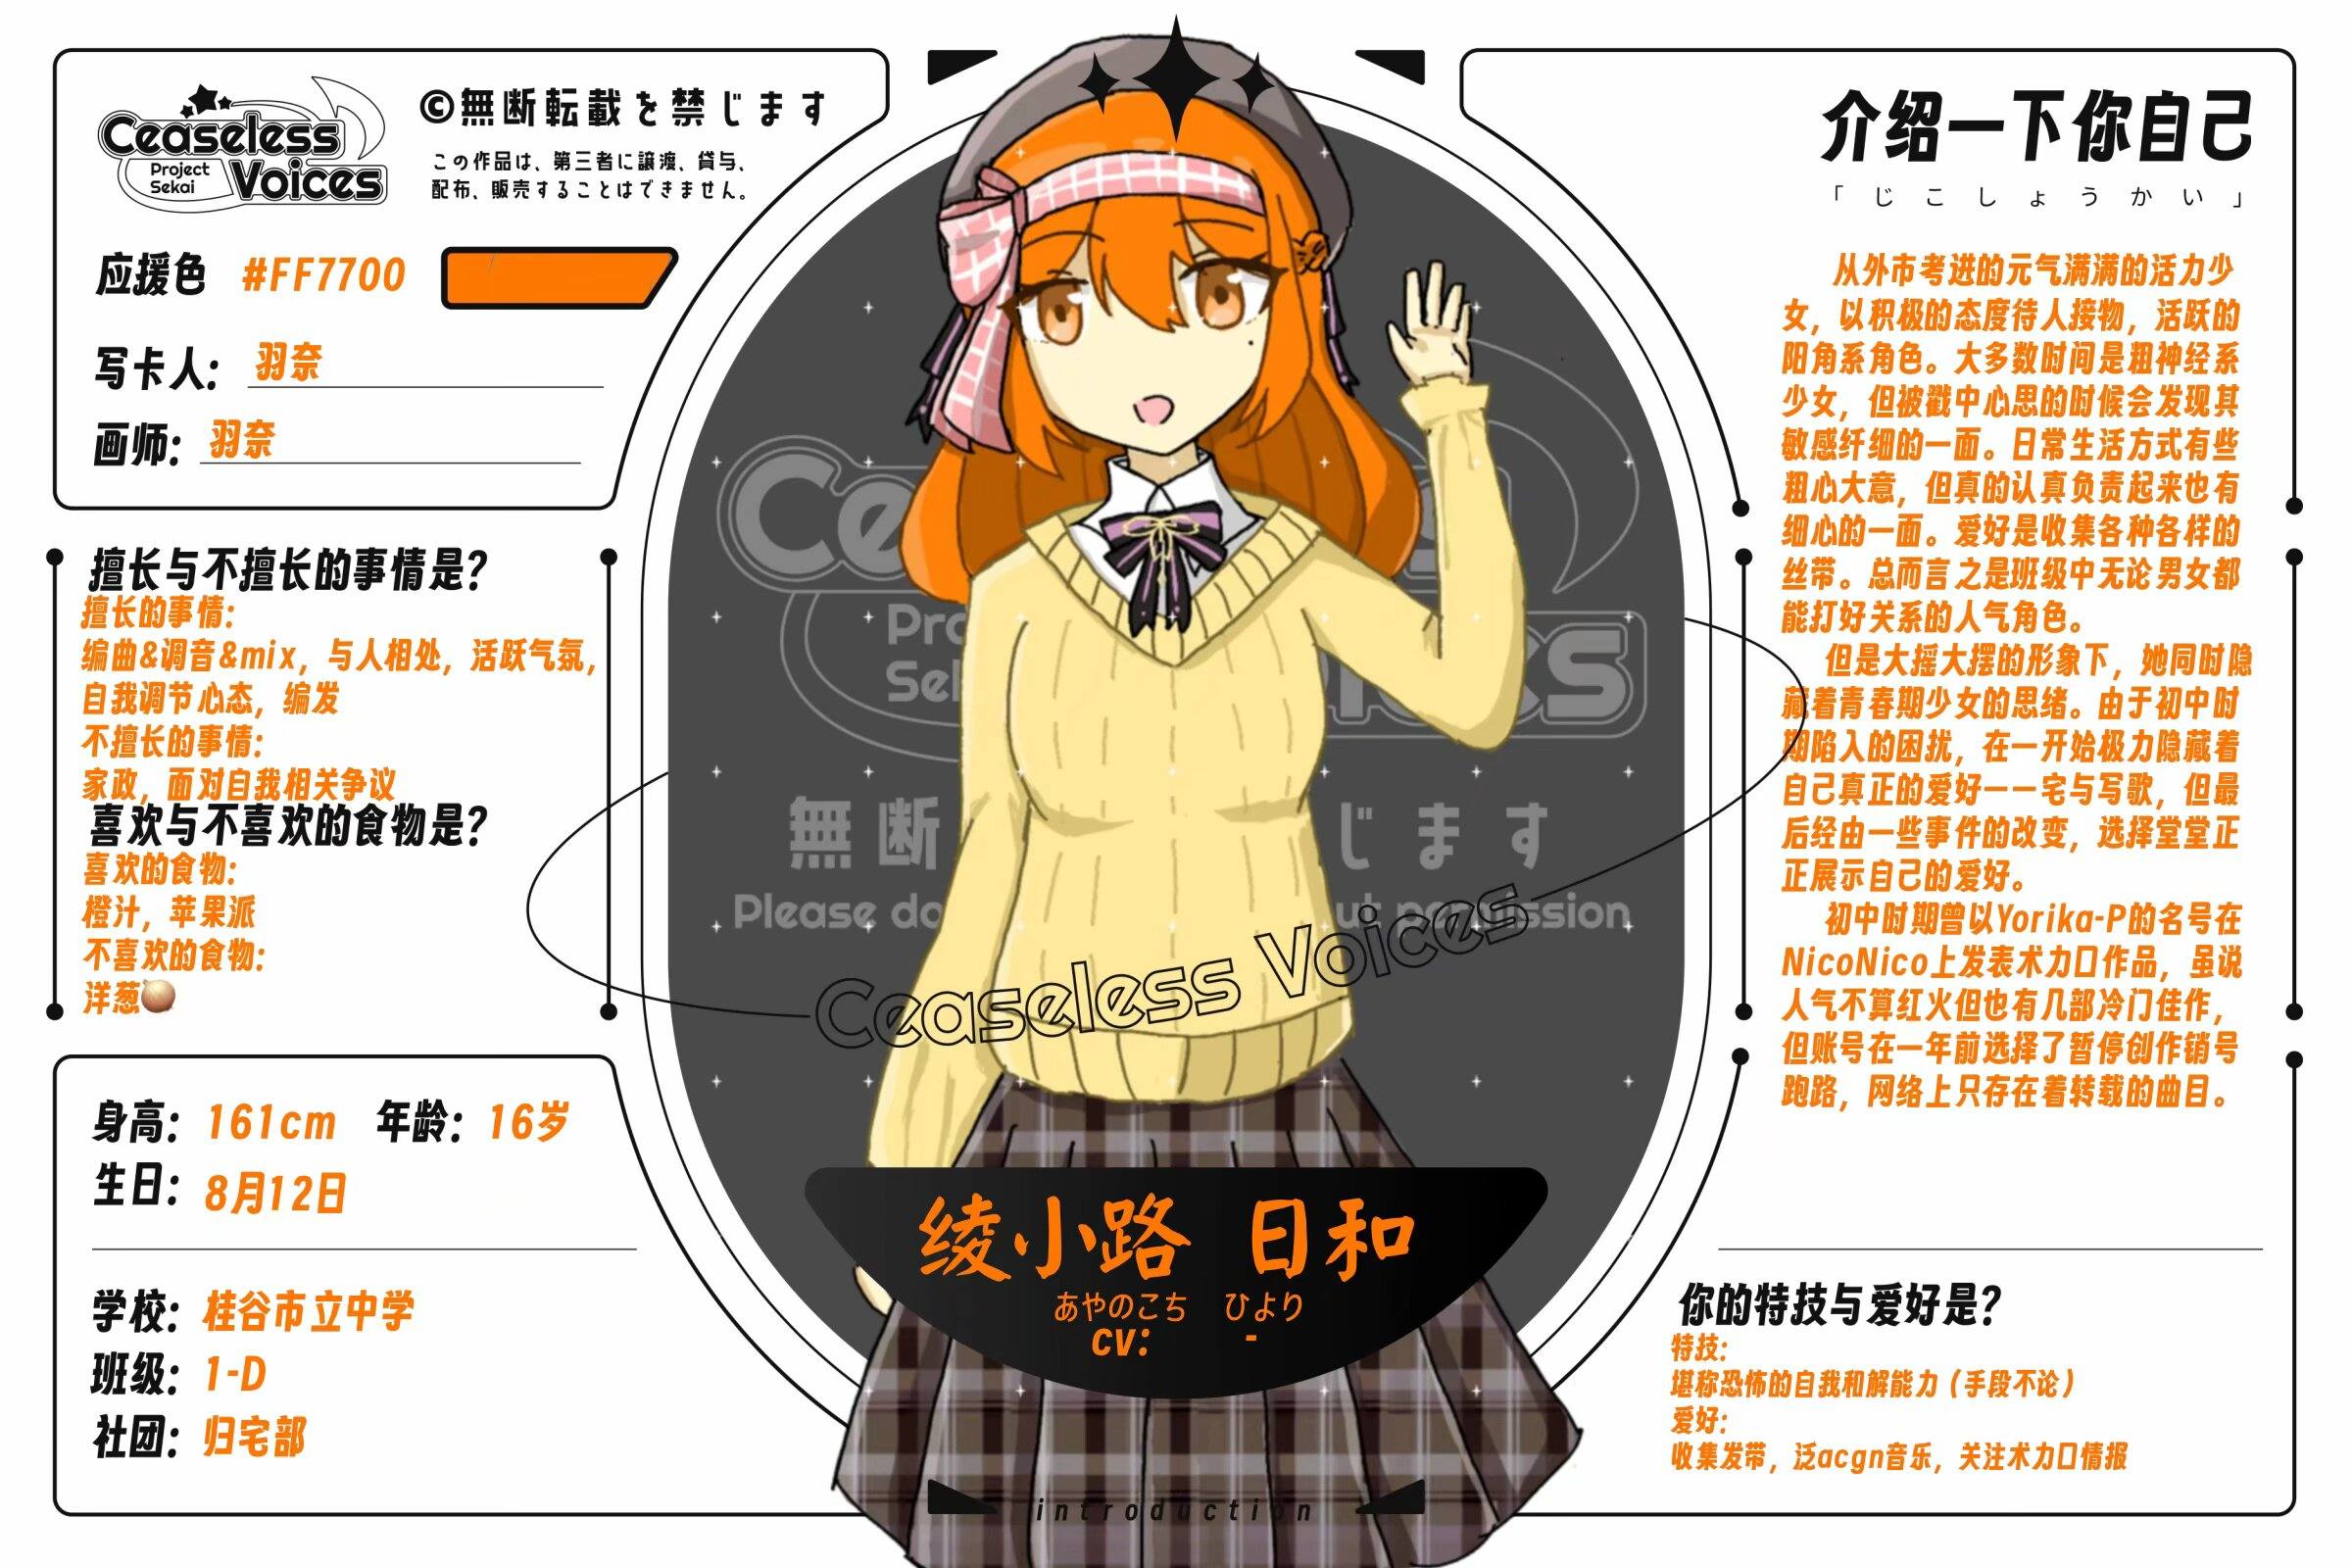 Ceaseless
Project
Sekai
Voices
©無断転載を禁じます
この作品は、第三者に譲渡、貸与、
配布、販売することはできません。
应援色 #FF7700
写卡人: 羽奈
画师: 羽奈
擅长与不擅长的事情是?
擅长的事情:
编曲&调音&mix，与人相处，活跃气氛，
自我调节心态，编发
不擅长的事情:
家政，面对自我相关争议
喜欢与不喜欢的食物是?
喜欢的食物:
橙汁，苹果派
不喜欢的食物:
洋葱🧅
身高: 161cm 年龄: 16岁
生日: 8月12日
学校: 桂谷市立中学
班级: 1-D
社团: 归宅部
Ce
Pro
Sek
無断
じます
Please do
ut permission
Ceaseless Voices
绫小路 日和
あやのこち ひより
cv: -
introduction
介绍一下你自己
「じこしょうかい」
从外市考进的元气满满的活力少
女，以积极的态度待人接物，活跃的
阳角系角色。大多数时间是粗神经系
少女，但被戳中心思的时候会发现其
敏感纤细的一面。日常生活方式有些
粗心大意，但真的认真负责起来也有
细心的一面。爱好是收集各种各样的
丝带。总而言之是班级中无论男女都
能打好关系的人气角色。
但是大摇大摆的形象下，她同时隐
藏着青春期少女的思绪。由于初中时
期陷入的困扰，在一开始极力隐藏着
自己真正的爱好——宅与写歌，但最
后经由一些事件的改变，选择堂堂正
正展示自己的爱好。
初中时期曾以Yorika-P的名号在
NicoNico上发表术力口作品，虽说
人气不算红火但也有几部冷门佳作，
但账号在一年前选择了暂停创作销号
跑路，网络上只存在着转载的曲目。
你的特技与爱好是?
特技:
堪称恐怖的自我和解能力（手段不论）
爱好:
收集发带，泛acgn音乐，关注术力口情报